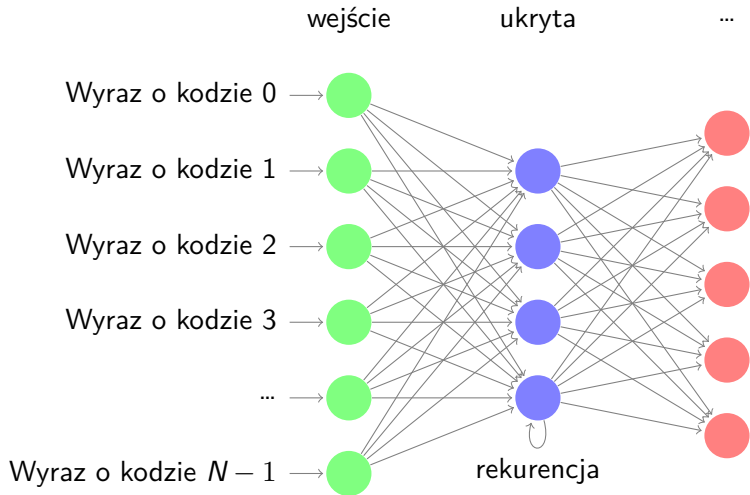 wejście ukryta ...
Wyraz o kodzie 0
Wyraz o kodzie 1
Wyraz o kodzie 2
Wyraz o kodzie 3
...
Wyraz o kodzie N − 1
rekurencja